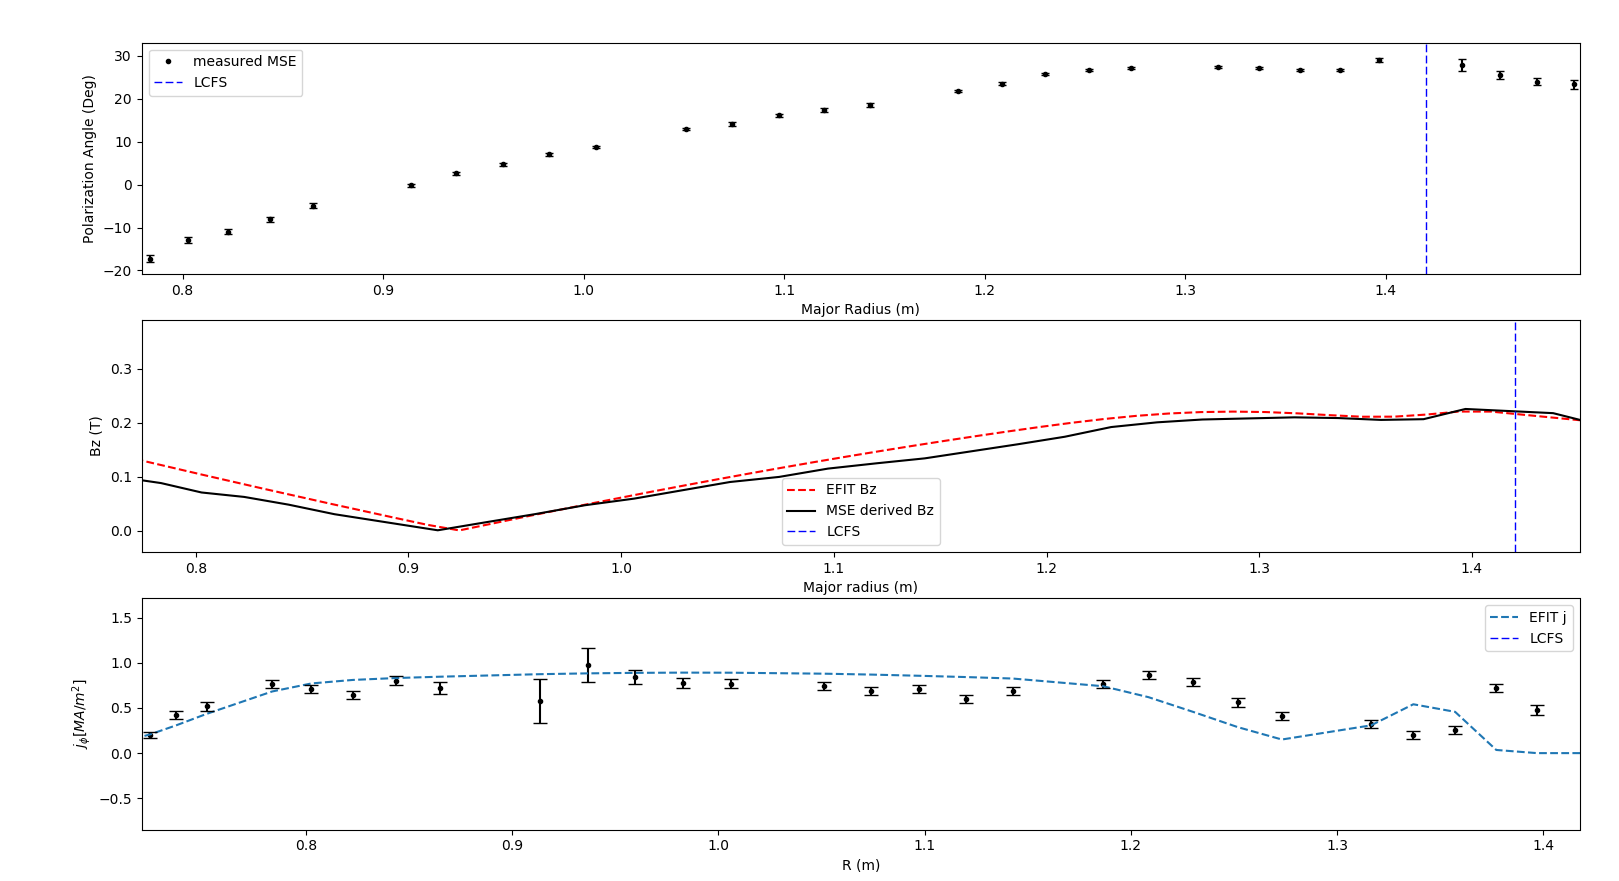 30
20
10
0
−10
−20
Polarization Angle (Deg)
measured MSE
LCFS
0.8 0.9 1.0 1.1 1.2 1.3 1.4
Major Radius (m)
0.3
0.2
0.1
0.0
Bz (T)
EFIT Bz
MSE derived Bz
LCFS
0.8 0.9 1.0 1.1 1.2 1.3 1.4
Major radius (m)
1.5
1.0
0.5
0.0
−0.5
jϕ[MA/m²]
EFIT j
LCFS
0.8 0.9 1.0 1.1 1.2 1.3 1.4
R (m)